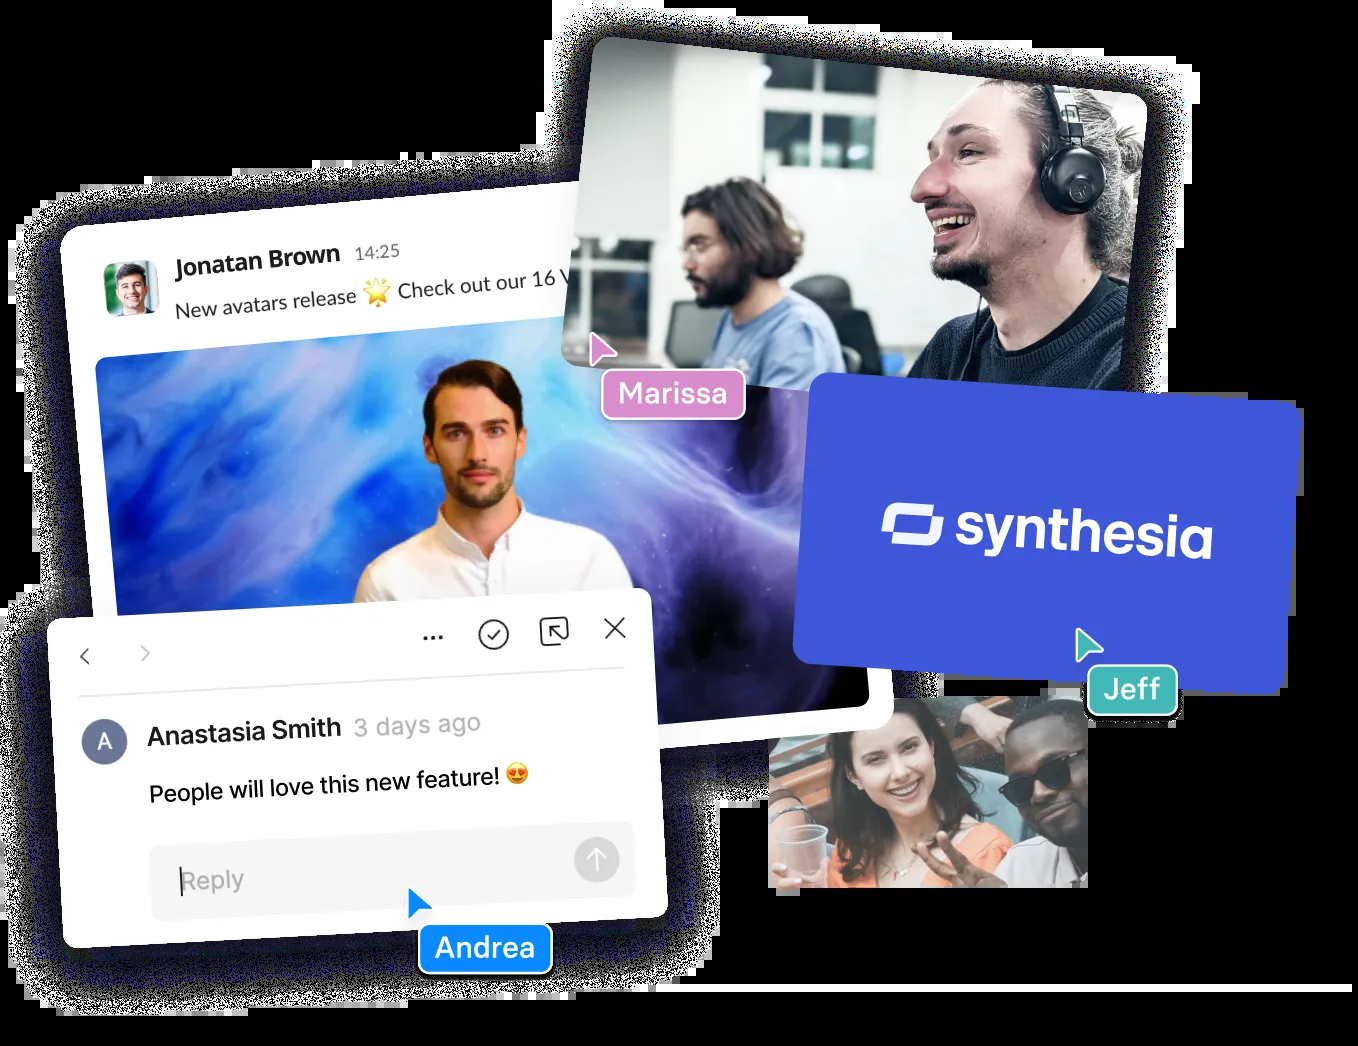 Jonatan Brown 14:25
New avatars release 🌟 Check out our 16
Marissa
synthesia
Jeff
A
Anastasia Smith 3 days ago
People will love this new feature! 😍
Reply
Andrea